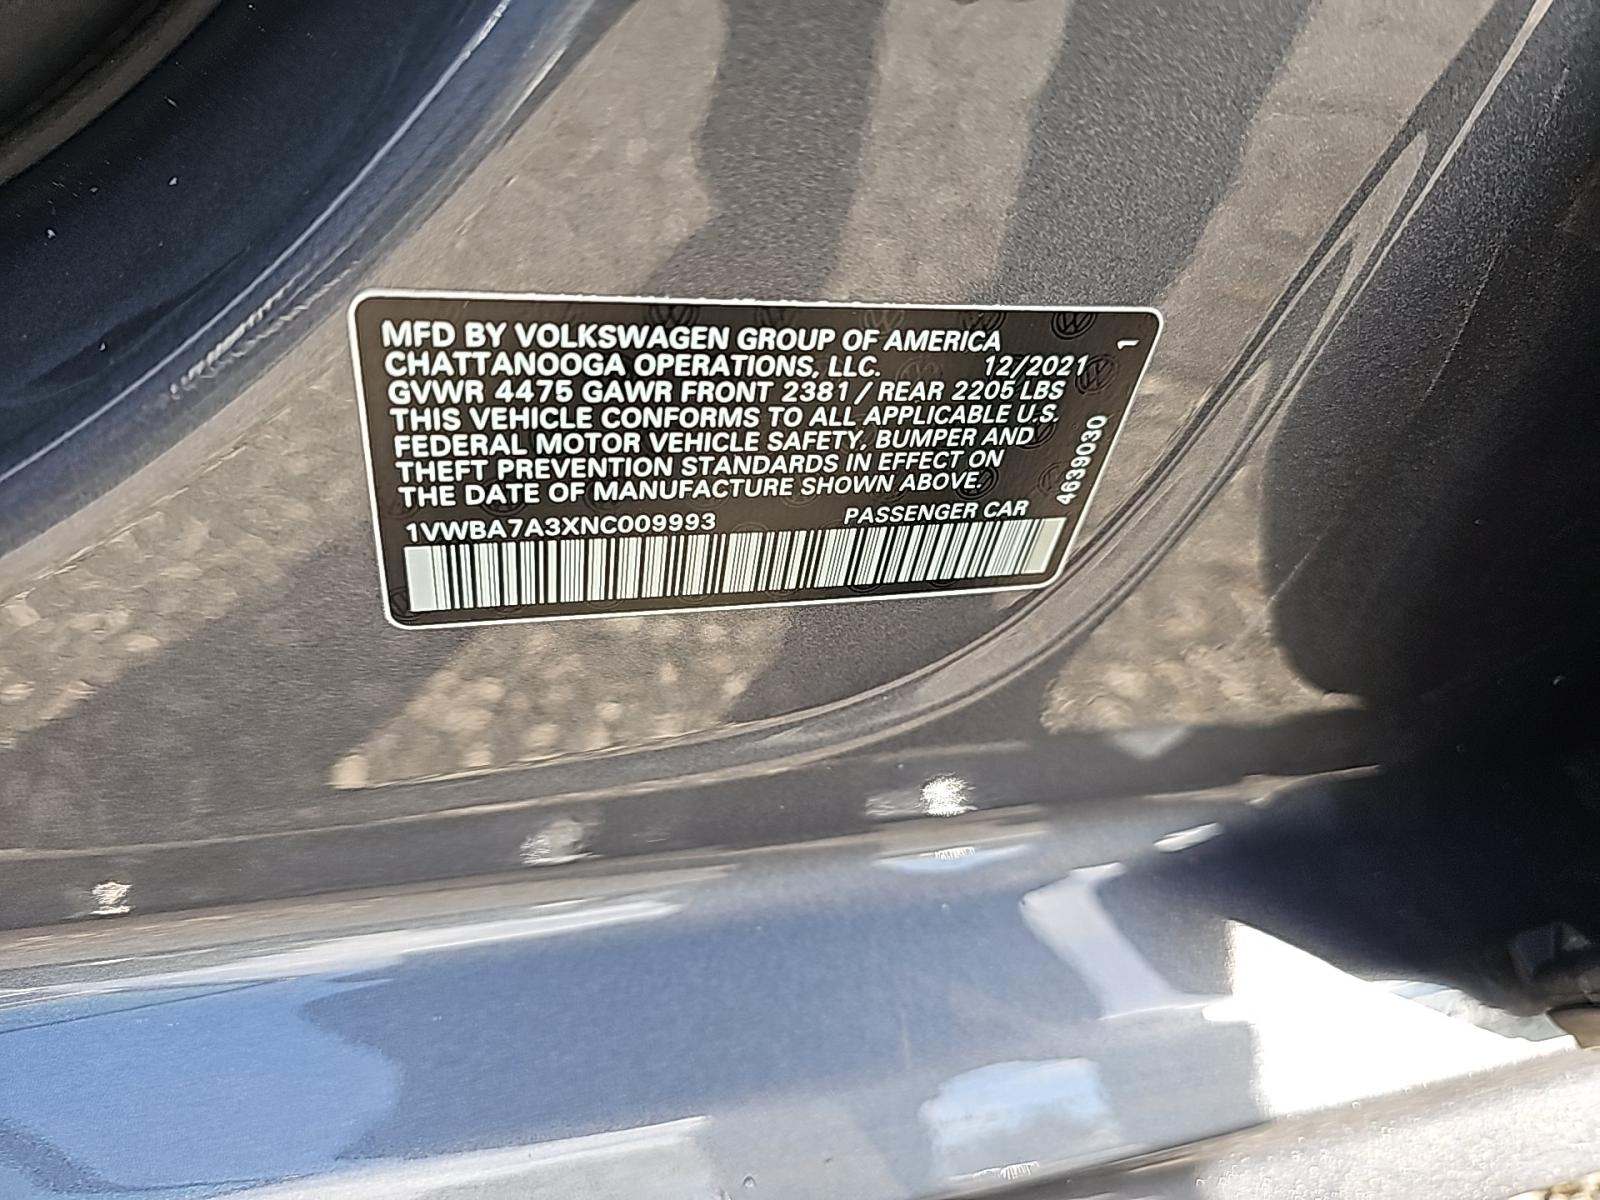 MFD BY VOLKSWAGEN GROUP OF AMERICA
CHATTANOOGA OPERATIONS, LLC. 12/2021
GVWR 4475 GAWR FRONT 2381 / REAR 2205 LBS
THIS VEHICLE CONFORMS TO ALL APPLICABLE U.S.
FEDERAL MOTOR VEHICLE SAFETY, BUMPER AND
THEFT PREVENTION STANDARDS IN EFFECT ON
THE DATE OF MANUFACTURE SHOWN ABOVE.
1VWBA7A3XNC009993 PASSENGER CAR
4639030 1